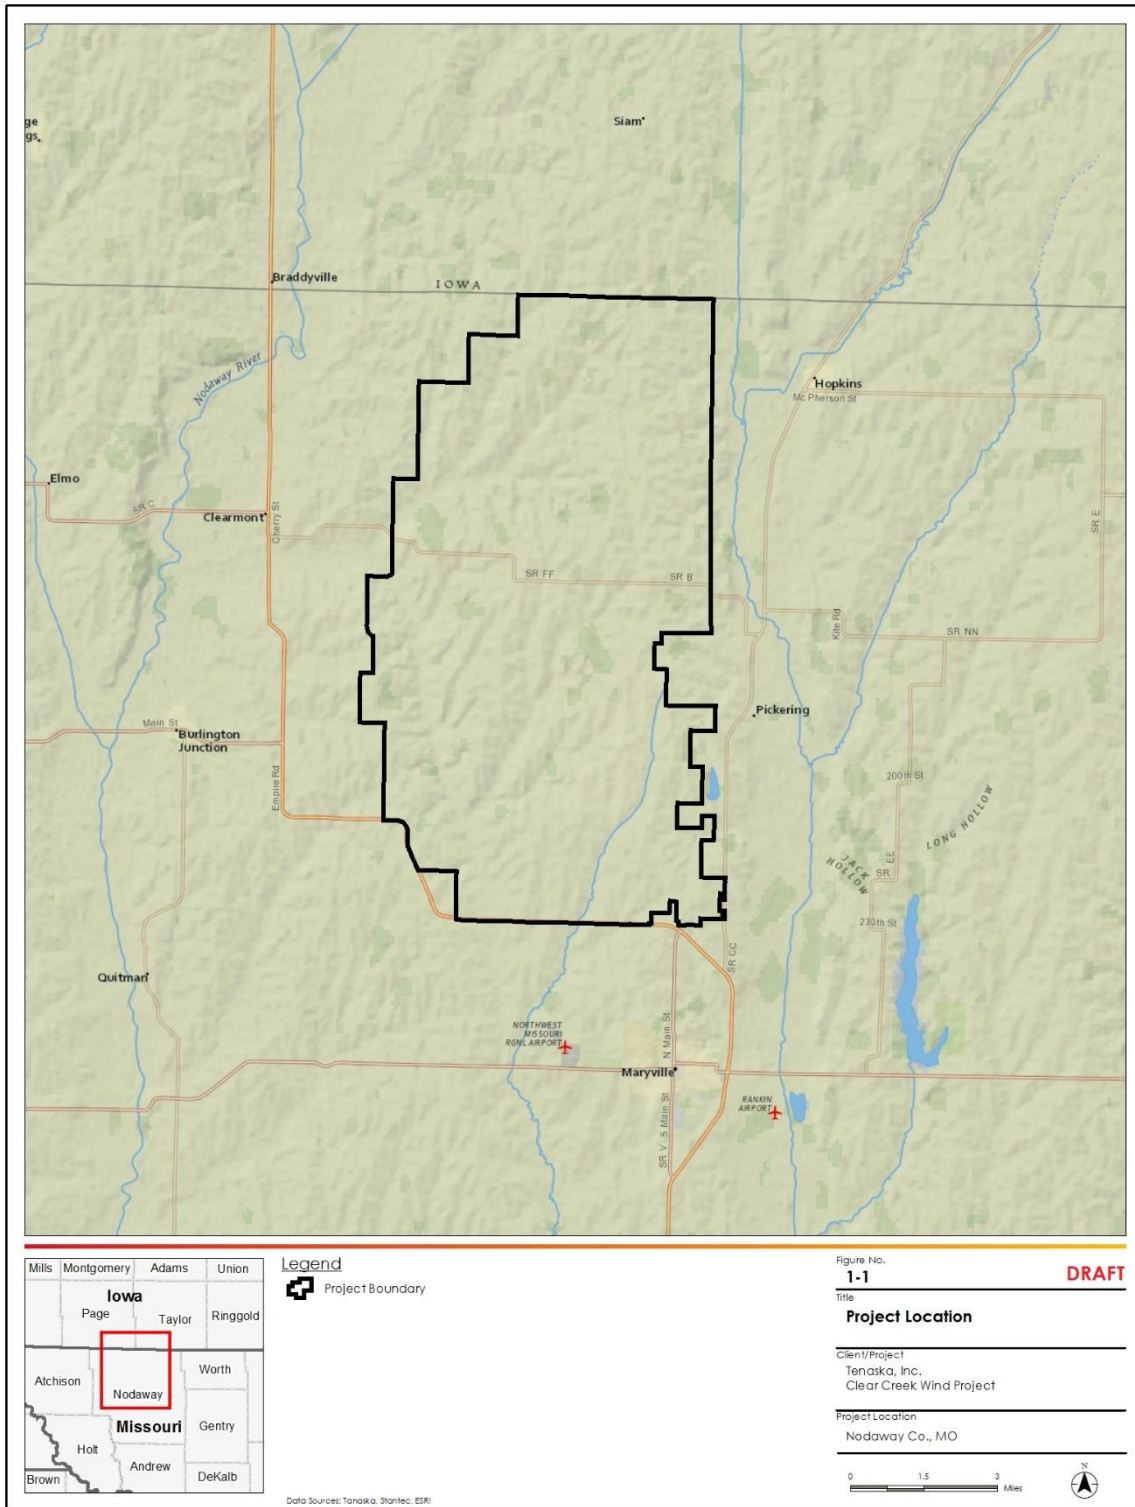 ge
gs
Siam
Braddyville
IOWA
Nodaway River
Hopkins
Mc Pherson St
Elmo
SR C
Clearmont
Cherry St
SR E
SR FF
SR B
Kite Rd
SR NN
Pickering
Main St
Burlington
Junction
Empire Rd
200th St
LONG HOLLOW
JACK
HOLLOW
SR EE
230th St
Quitman
SR CC
NORTHWEST
MISSOURI
RGNL AIRPORT
N Main St
Maryville
RANKIN
AIRPORT
SR V S Main St
Mills Montgomery Adams Union
Iowa
Page Taylor Ringgold
Atchison Worth
Nodaway
Missouri Gentry
Holt
Andrew
Brown DeKalb
Legend
Project Boundary
Data Sources: Tanaska, Stantec, ESRI
Figure No.
1-1 DRAFT
Title
Project Location
Client/Project
Tenaska, Inc.
Clear Creek Wind Project
Project Location
Nodaway Co., MO
0 1.5 3
Miles
N